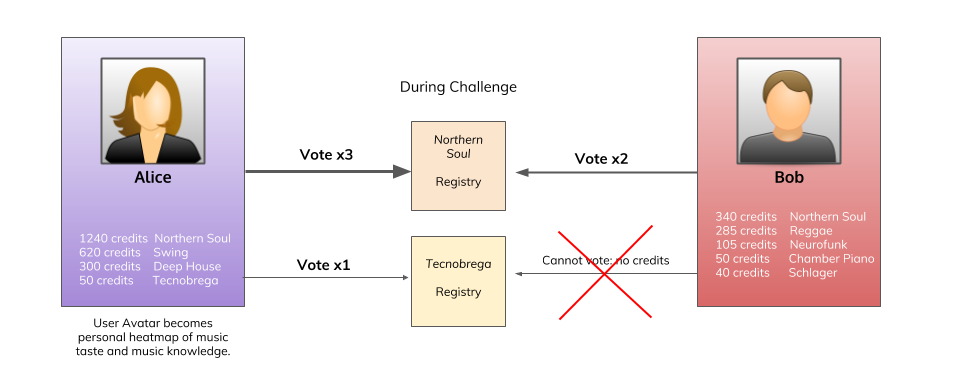 During Challenge
Alice
1240 credits Northern Soul
620 credits Swing
300 credits Deep House
50 credits Tecnobrega
User Avatar becomes
personal heatmap of music
taste and music knowledge.
Vote x3
Northern
Soul
Registry
Vote x2
Vote x1
Tecnobrega
Registry
Cannot vote: no credits
Bob
340 credits Northern Soul
285 credits Reggae
105 credits Neurofunk
50 credits Chamber Piano
40 credits Schlager